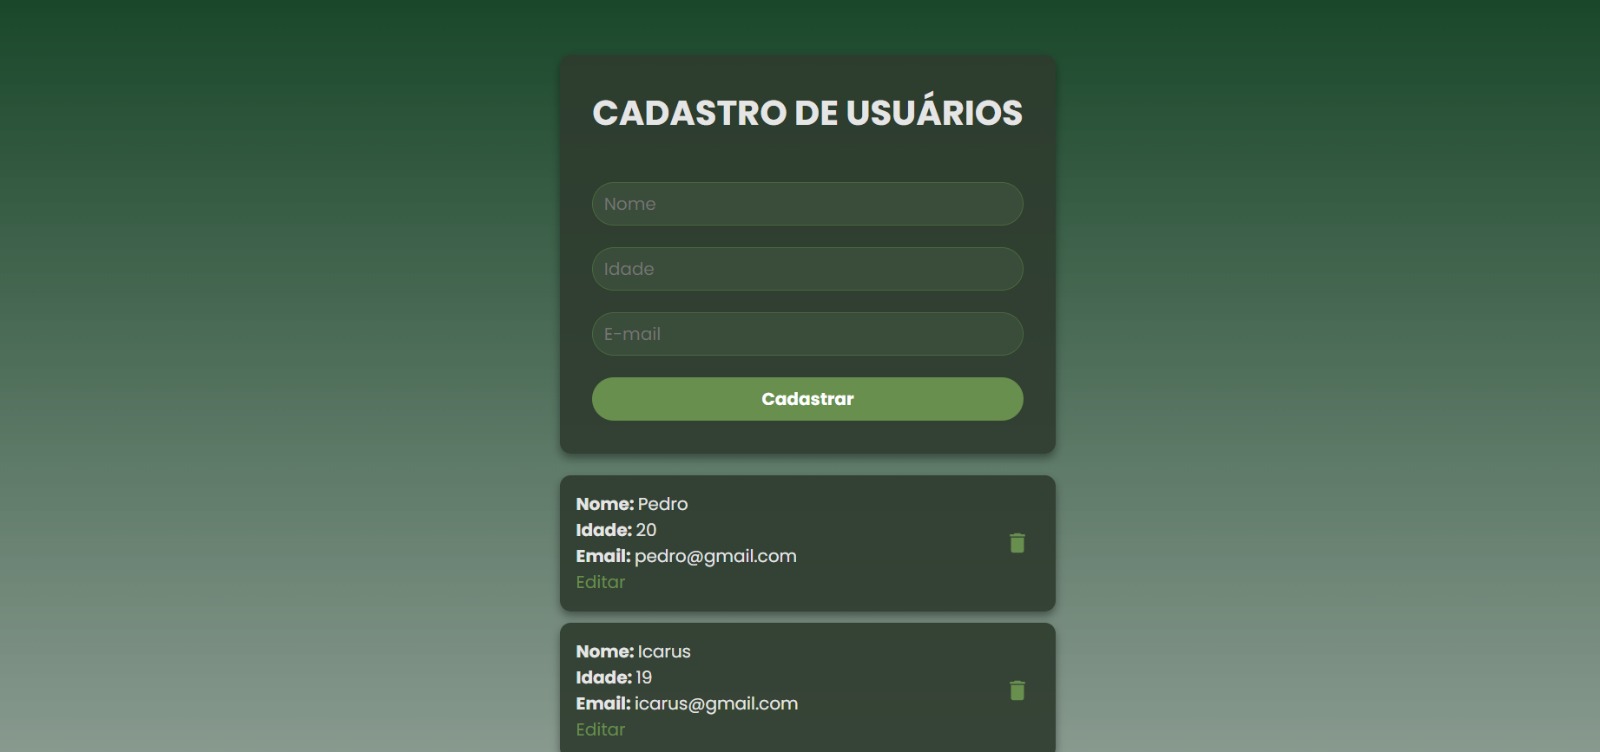 CADASTRO DE USUÁRIOS
Nome
Idade
E-mail
Cadastrar
Nome: Pedro
Idade: 20
Email: pedro@gmail.com
Editar
Nome: Icarus
Idade: 19
Email: icarus@gmail.com
Editar